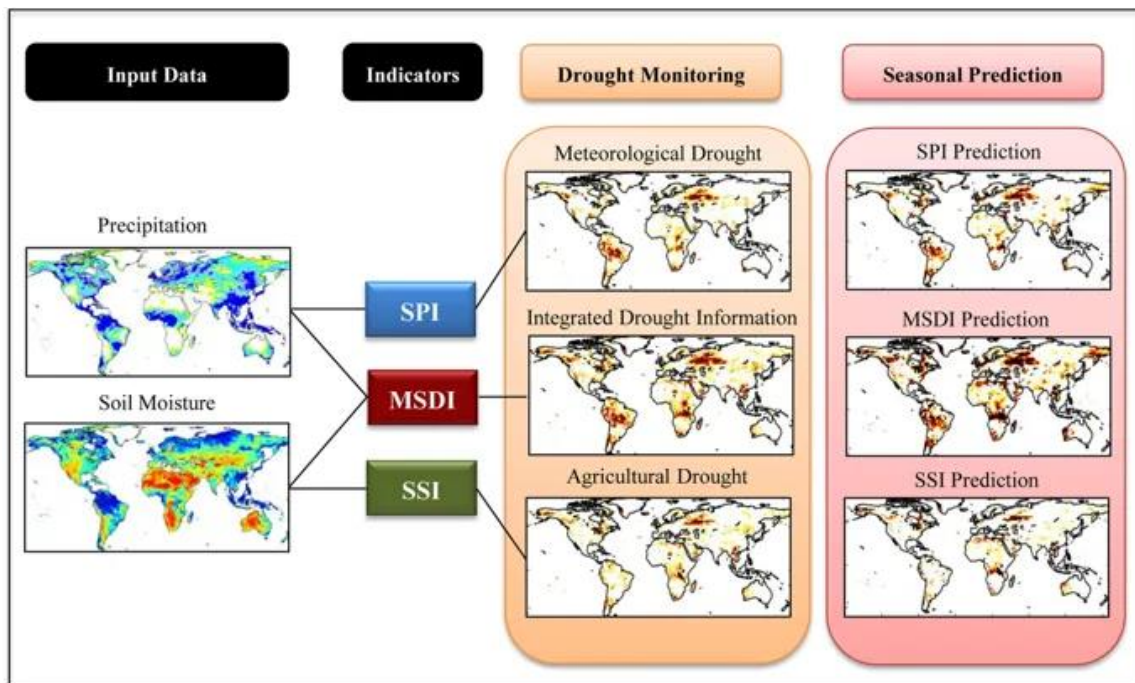 Input Data
Indicators
Drought Monitoring
Seasonal Prediction
Precipitation
Soil Moisture
SPI
MSDI
SSI
Meteorological Drought
Integrated Drought Information
Agricultural Drought
SPI Prediction
MSDI Prediction
SSI Prediction